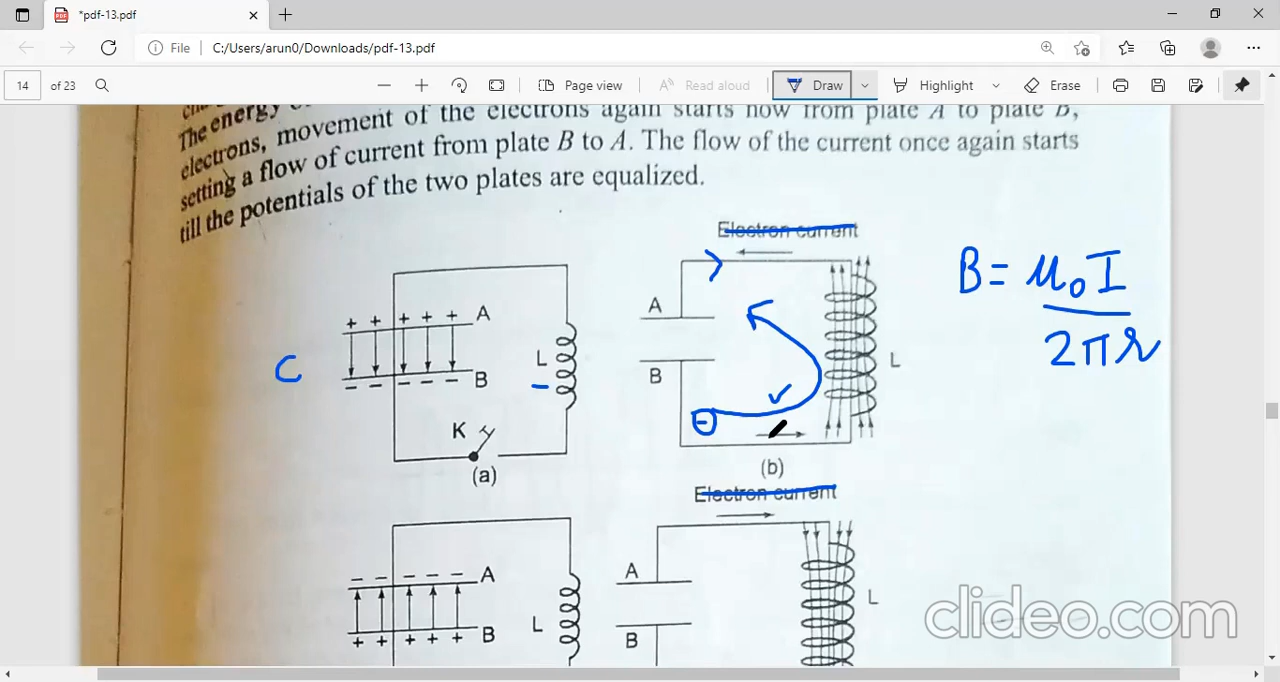 *pdf-13.pdf
File C:/Users/arun0/Downloads/pdf-13.pdf
14 of 23 Page view Read aloud Draw Highlight Erase
The energy
electrons, movement of the electrons again starts now from plate A to plate B,
setting a flow of current from plate B to A. The flow of the current once again starts
till the potentials of the two plates are equalized.
Electron current
+ + + + + A
C
− − − − − B
L
K
(a)
A
B
L
(b)
B = μ₀I
2πr
Electron current
− − − − − A
+ + + + + B
L
A
B
L
clideo.com